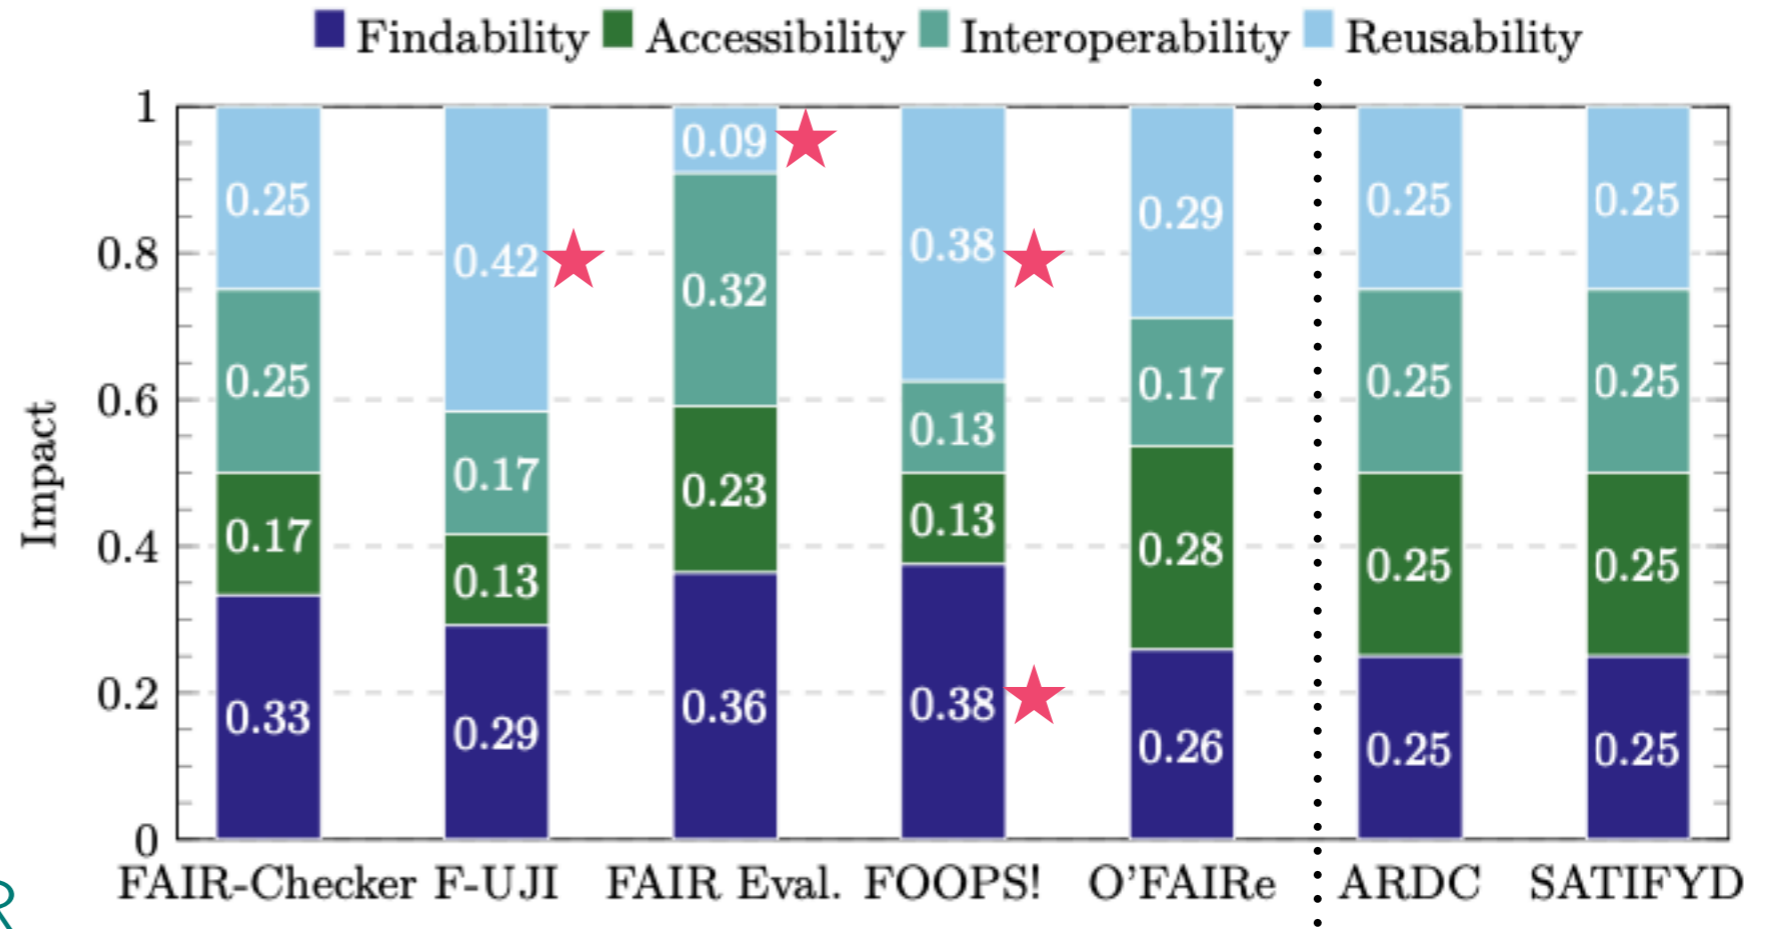 Findability Accessibility Interoperability Reusability
1
0.8
0.6
0.4
0.2
0
Impact
0.25 0.42 0.09 0.38 0.29 0.25 0.25
0.25 0.17 0.32 0.13 0.17 0.25 0.25
0.17 0.13 0.23 0.13 0.28 0.25 0.25
0.33 0.29 0.36 0.38 0.26 0.25 0.25
FAIR-Checker F-UJI FAIR Eval. FOOPS! O'FAIRe ARDC SATIFYD
R